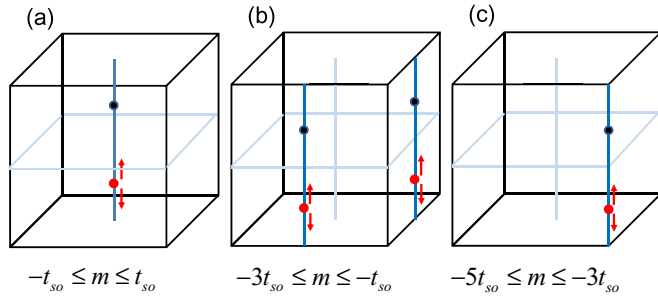 (a) (b) (c)
−t_so ≤ m ≤ t_so −3t_so ≤ m ≤ −t_so −5t_so ≤ m ≤ −3t_so